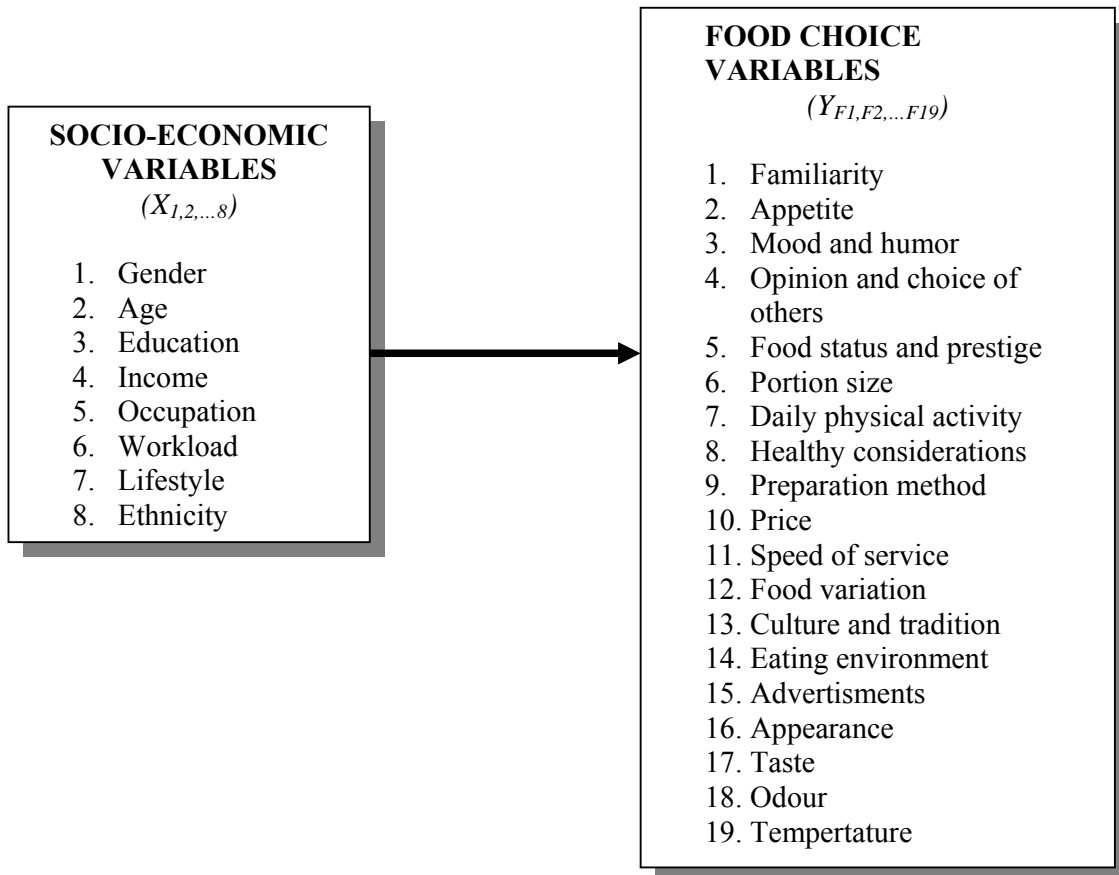 SOCIO-ECONOMIC
VARIABLES
(X1,2,...8)
1. Gender
2. Age
3. Education
4. Income
5. Occupation
6. Workload
7. Lifestyle
8. Ethnicity
FOOD CHOICE
VARIABLES
(YF1,F2,...F19)
1. Familiarity
2. Appetite
3. Mood and humor
4. Opinion and choice of
others
5. Food status and prestige
6. Portion size
7. Daily physical activity
8. Healthy considerations
9. Preparation method
10. Price
11. Speed of service
12. Food variation
13. Culture and tradition
14. Eating environment
15. Advertisments
16. Appearance
17. Taste
18. Odour
19. Tempertature